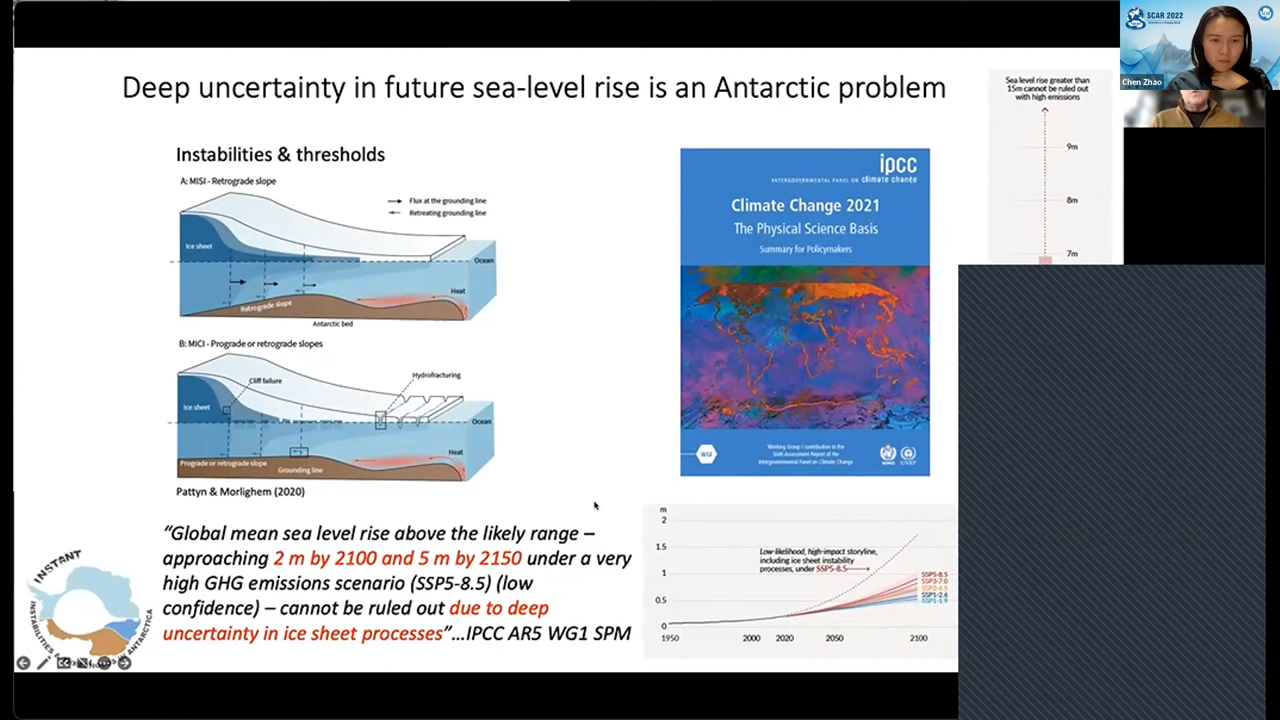 Deep uncertainty in future sea-level rise is an Antarctic problem
Instabilities & thresholds
A: MISI - Retrograde slope
Flux at the grounding line
Retreating grounding line
Ice sheet
Ocean
Heat
Retrograde slope
Antarctic bed
B: MICI - Prograde or retrograde slopes
Cliff failure
Hydrofracturing
Ice sheet
Ocean
Heat
Prograde or retrograde slope
Grounding line
Pattyn & Morlighem (2020)
“Global mean sea level rise above the likely range –
approaching 2 m by 2100 and 5 m by 2150 under a very
high GHG emissions scenario (SSP5-8.5) (low
confidence) – cannot be ruled out due to deep
uncertainty in ice sheet processes”…IPCC AR5 WG1 SPM
INSTANT
ipcc
INTERGOVERNMENTAL PANEL ON climate change
Climate Change 2021
The Physical Science Basis
Summary for Policymakers
WGI
Working Group I contribution to the
Sixth Assessment Report of the
Intergovernmental Panel on Climate Change
WMO
UNEP
Sea level rise greater than
15m cannot be ruled out
with high emissions
9m
8m
7m
m
2
1.5
1
0.5
0
Low-likelihood, high-impact storyline,
including ice sheet instability
processes, under SSP5-8.5
SSP5-8.5
SSP3-7.0
SSP2-4.5
SSP1-2.6
SSP1-1.9
1950
2000
2020
2050
2100
SCAR 2022
Chen Zhao